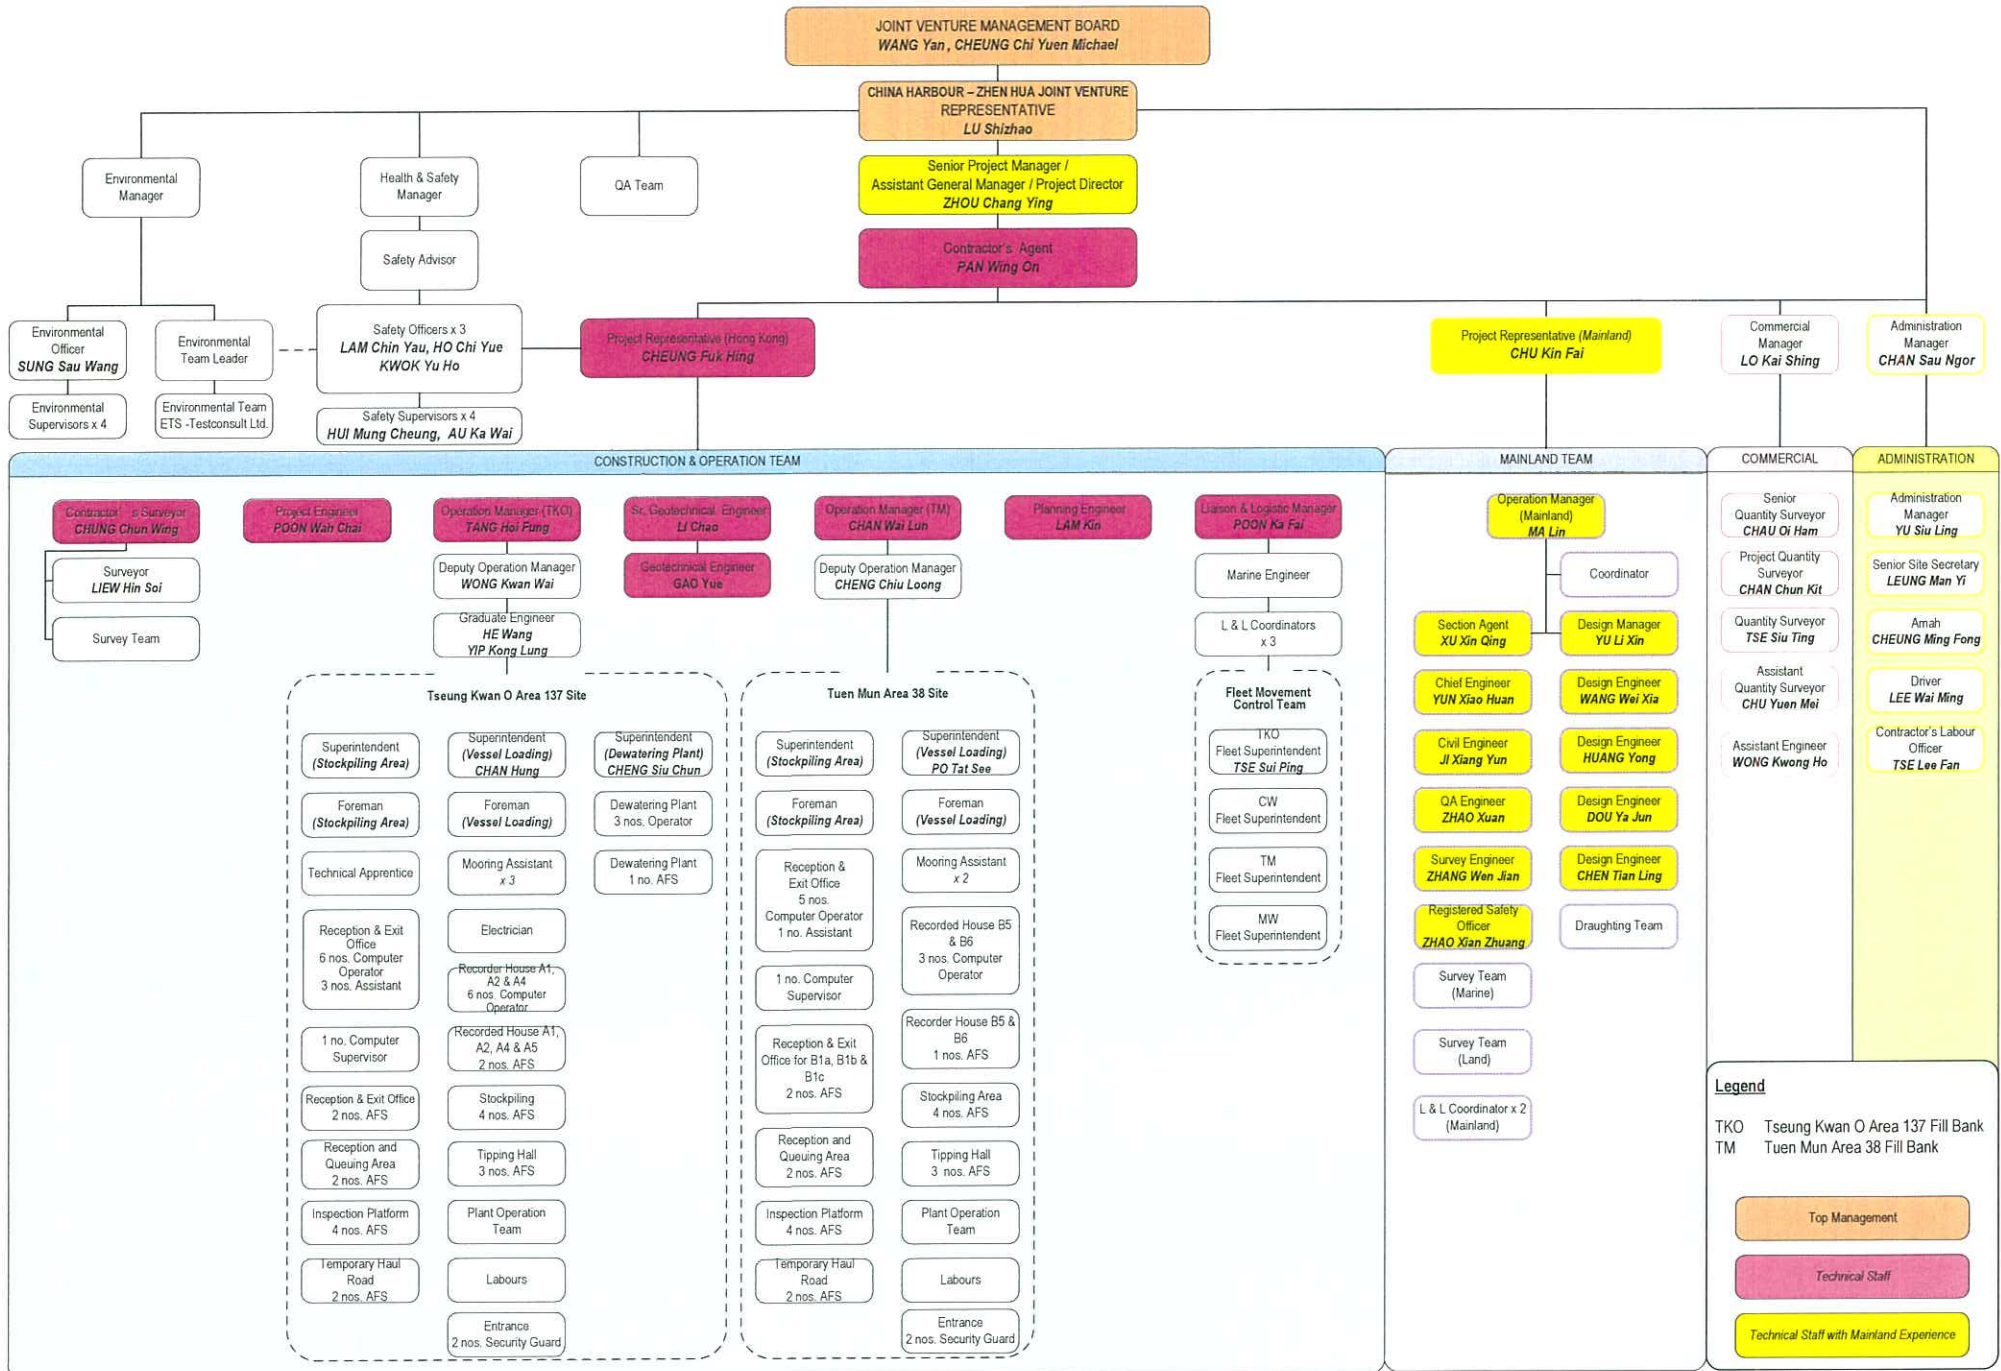 JOINT VENTURE MANAGEMENT BOARD
WANG Yan , CHEUNG Chi Yuen Michael
CHINA HARBOUR – ZHEN HUA JOINT VENTURE
REPRESENTATIVE
LU Shizhao
Environmental
Manager
Health & Safety
Manager
QA Team
Senior Project Manager /
Assistant General Manager / Project Director
ZHOU Chang Ying
Safety Advisor
Contractor's Agent
PAN Wing On
Environmental
Officer
SUNG Sau Wang
Environmental
Team Leader
Safety Officers x 3
LAM Chin Yau, HO Chi Yue
KWOK Yu Ho
Project Representative (Hong Kong)
CHEUNG Fuk Hing
Project Representative (Mainland)
CHU Kin Fai
Commercial
Manager
LO Kai Shing
Administration
Manager
CHAN Sau Ngor
Environmental
Supervisors x 4
Environmental Team
ETS -Testconsult Ltd.
Safety Supervisors x 4
HUI Mung Cheung, AU Ka Wai
CONSTRUCTION & OPERATION TEAM
Contractor' s Surveyor
CHUNG Chun Wing
Surveyor
LIEW Hin Soi
Survey Team
Project Engineer
POON Wah Chai
Operation Manager (TKO)
TANG Hoi Fung
Deputy Operation Manager
WONG Kwan Wai
Graduate Engineer
HE Wang
YIP Kong Lung
Sr. Geotechnical Engineer
LI Chao
Geotechnical Engineer
GAO Yue
Operation Manager (TM)
CHAN Wai Lun
Deputy Operation Manager
CHENG Chiu Loong
Planning Engineer
LAM Kin
Liaison & Logistic Manager
POON Ka Fai
Marine Engineer
L & L Coordinators
x 3
Tseung Kwan O Area 137 Site
Superintendent
(Stockpiling Area)
Foreman
(Stockpiling Area)
Technical Apprentice
Reception & Exit
Office
6 nos. Computer
Operator
3 nos. Assistant
1 no. Computer
Supervisor
Reception & Exit Office
2 nos. AFS
Reception and
Queuing Area
2 nos. AFS
Inspection Platform
4 nos. AFS
Temporary Haul
Road
2 nos. AFS
Superintendent
(Vessel Loading)
CHAN Hung
Foreman
(Vessel Loading)
Mooring Assistant
x 3
Electrician
Recorder House A1,
A2 & A4
6 nos. Computer
Operator
Recorded House A1,
A2, A4 & A5
2 nos. AFS
Stockpiling
4 nos. AFS
Tipping Hall
3 nos. AFS
Plant Operation
Team
Labours
Entrance
2 nos. Security Guard
Superintendent
(Dewatering Plant)
CHENG Siu Chun
Dewatering Plant
3 nos. Operator
Dewatering Plant
1 no. AFS
Tuen Mun Area 38 Site
Superintendent
(Stockpiling Area)
Foreman
(Stockpiling Area)
Reception &
Exit Office
5 nos.
Computer Operator
1 no. Assistant
1 no. Computer
Supervisor
Reception & Exit
Office for B1a, B1b &
B1c
2 nos. AFS
Reception and
Queuing Area
2 nos. AFS
Inspection Platform
4 nos. AFS
Temporary Haul
Road
2 nos. AFS
Superintendent
(Vessel Loading)
PO Tat See
Foreman
(Vessel Loading)
Mooring Assistant
x 2
Recorded House B5
& B6
3 nos. Computer
Operator
Recorder House B5 &
B6
1 nos. AFS
Stockpiling Area
4 nos. AFS
Tipping Hall
3 nos. AFS
Plant Operation
Team
Labours
Entrance
2 nos. Security Guard
Fleet Movement
Control Team
TKO
Fleet Superintendent
TSE Sui Ping
CW
Fleet Superintendent
TM
Fleet Superintendent
MW
Fleet Superintendent
MAINLAND TEAM
Operation Manager
(Mainland)
MA Lin
Coordinator
Section Agent
XU Xin Qing
Chief Engineer
YUN Xiao Huan
Civil Engineer
JI Xiang Yun
QA Engineer
ZHAO Xuan
Survey Engineer
ZHANG Wen Jian
Registered Safety
Officer
ZHAO Xian Zhuang
Survey Team
(Marine)
Survey Team
(Land)
L & L Coordinator x 2
(Mainland)
Design Manager
YU Li Xin
Design Engineer
WANG Wei Xia
Design Engineer
HUANG Yong
Design Engineer
DOU Ya Jun
Design Engineer
CHEN Tian Ling
Draughting Team
COMMERCIAL
Senior
Quantity Surveyor
CHAU Oi Ham
Project Quantity
Surveyor
CHAN Chun Kit
Quantity Surveyor
TSE Siu Ting
Assistant
Quantity Surveyor
CHU Yuen Mei
Assistant Engineer
WONG Kwong Ho
ADMINISTRATION
Administration
Manager
YU Siu Ling
Senior Site Secretary
LEUNG Man Yi
Amah
CHEUNG Ming Fong
Driver
LEE Wai Ming
Contractor's Labour
Officer
TSE Lee Fan
Legend
TKO Tseung Kwan O Area 137 Fill Bank
TM Tuen Mun Area 38 Fill Bank
Top Management
Technical Staff
Technical Staff with Mainland Experience